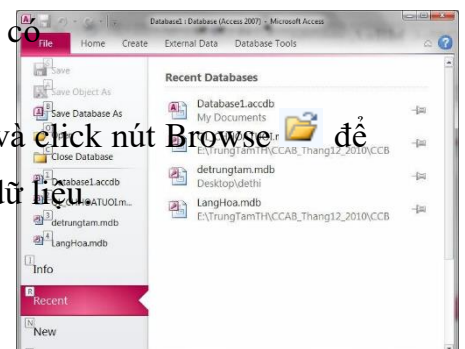 có
Database1 : Database (Access 2007) - Microsoft Access
File Home Create External Data Database Tools
Save
Save Object As
Save Database As
Open
Close Database
1 Database1.accdb
detrungtam.mdb
4 LangHoa.mdb
Info
Recent
New
Recent Databases
Database1.accdb
My Documents
E:\TrungTamTH\CCAB_Thang12_2010\CCB
detrungtam.mdb
Desktop\dethi
LangHoa.mdb
E:\TrungTamTH\CCAB_Thang12_2010\CCB
và click nút Browse để
dữ liệu.